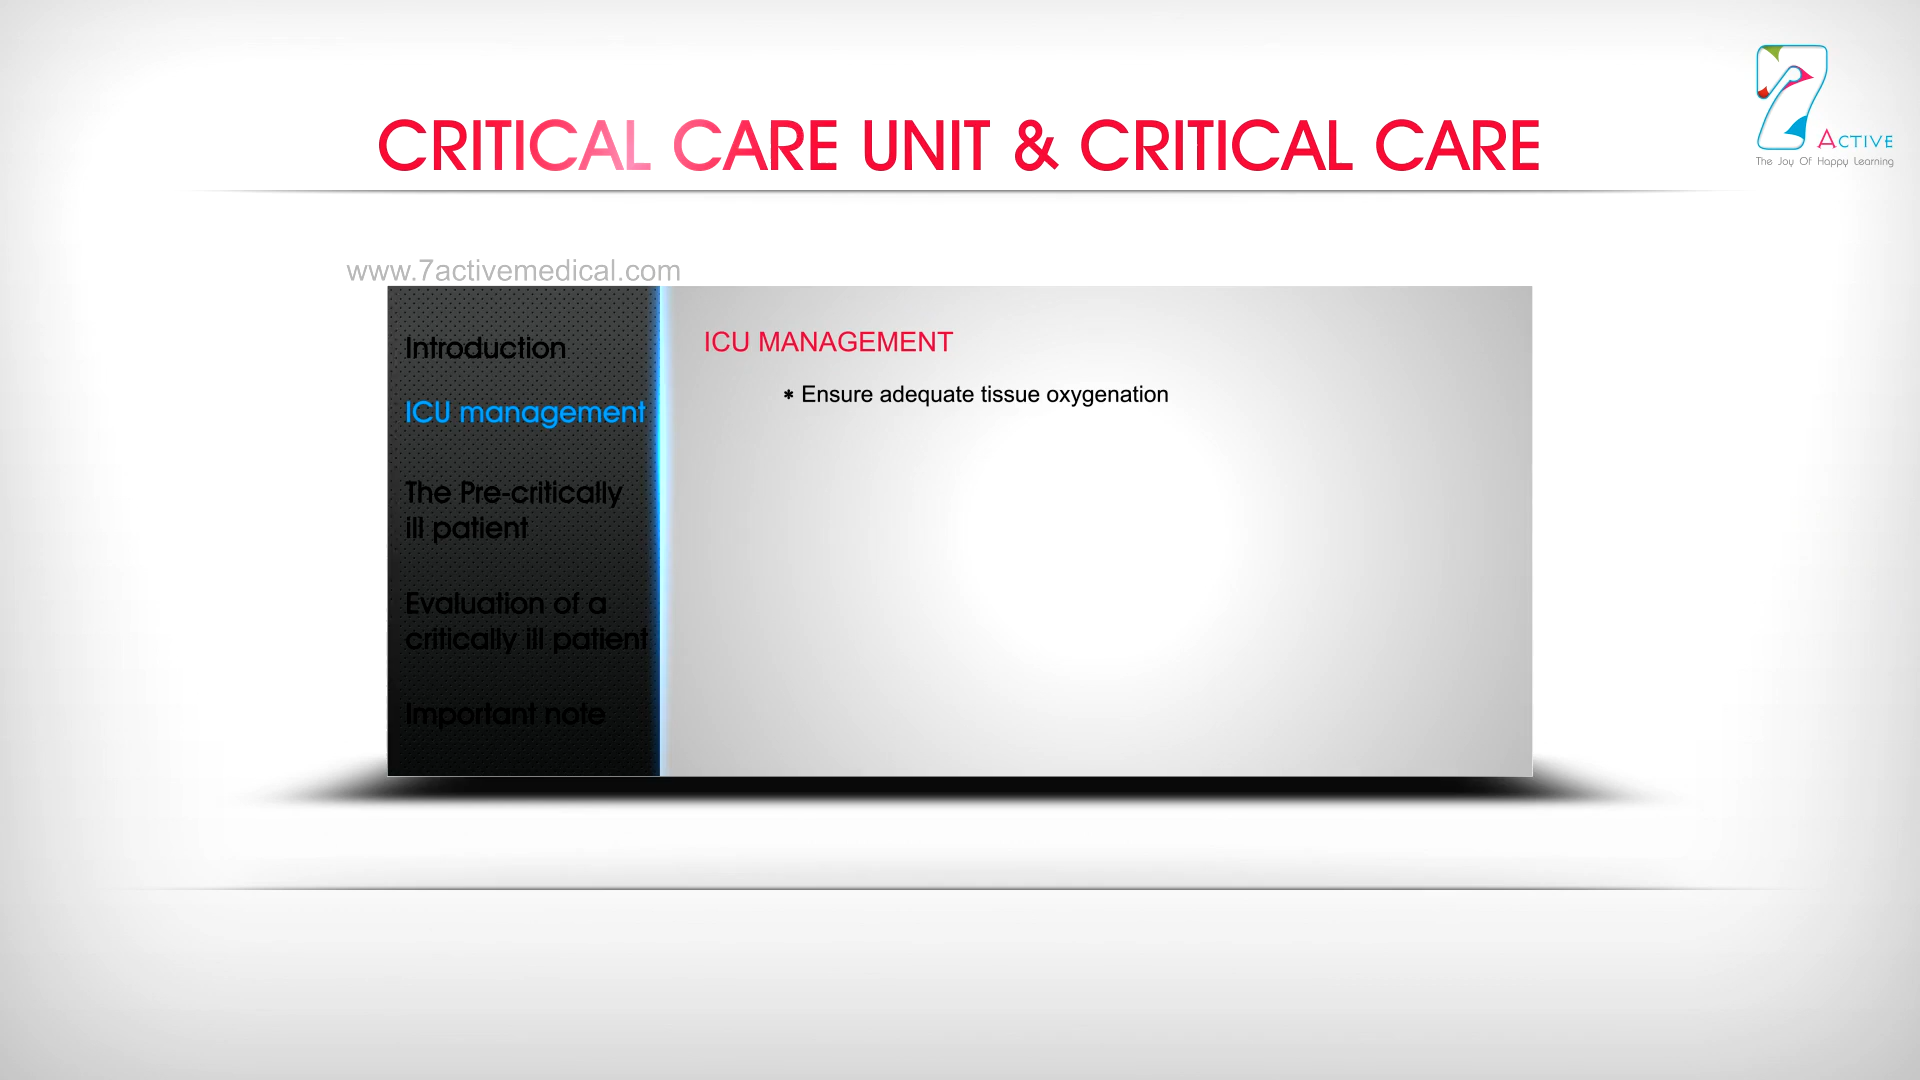 CRITICAL CARE UNIT & CRITICAL CARE
7 ACTIVE
The Joy Of Happy Learning
www.7activemedical.com
Introduction
ICU management
The Pre-critically
ill patient
Evaluation of a
critically ill patient
Important note
ICU MANAGEMENT
* Ensure adequate tissue oxygenation